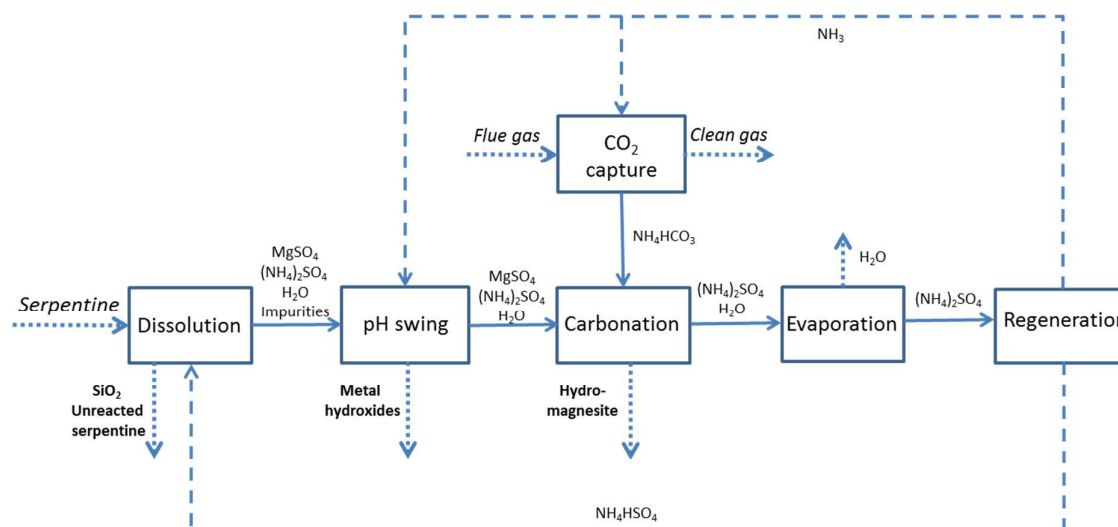 NH₃
Flue gas
CO₂
capture
Clean gas
NH₄HCO₃
H₂O
Serpentine
Dissolution
MgSO₄
(NH₄)₂SO₄
H₂O
Impurities
pH swing
MgSO₄
(NH₄)₂SO₄
H₂O
Carbonation
(NH₄)₂SO₄
H₂O
Evaporation
(NH₄)₂SO₄
Regeneration
SiO₂
Unreacted
serpentine
Metal
hydroxides
Hydro-
magnesite
NH₄HSO₄